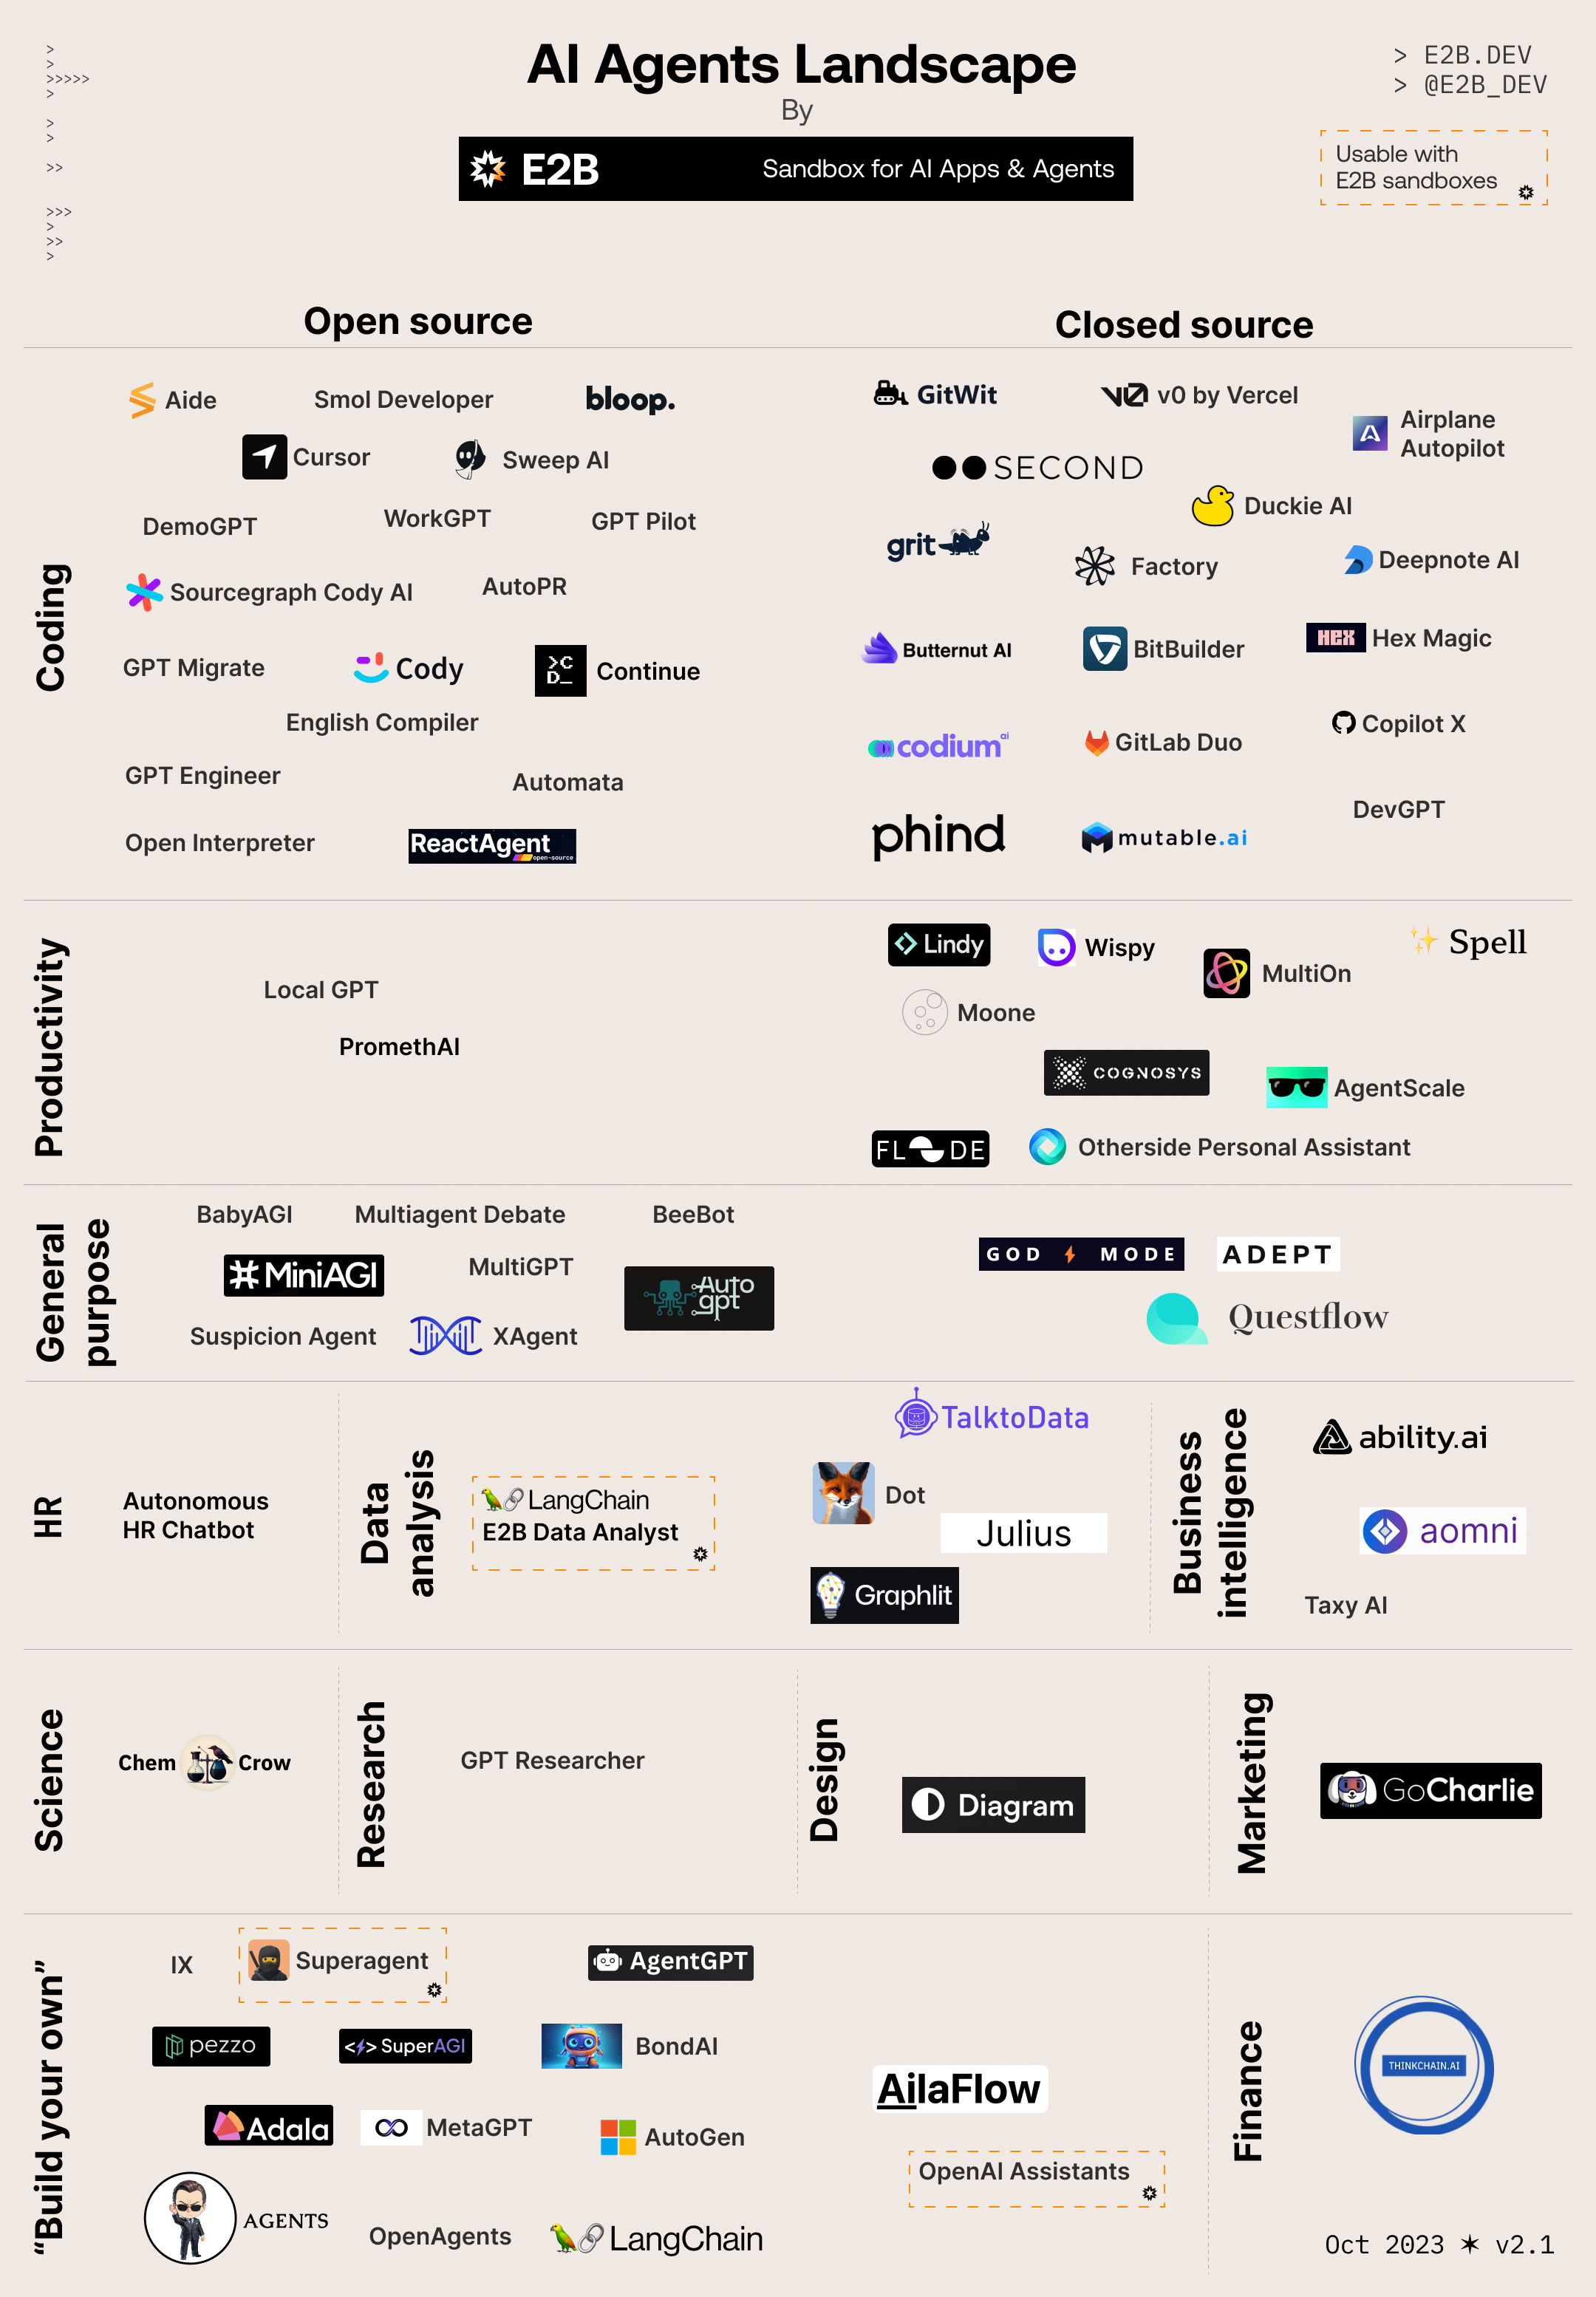 >
>
>>>>>
>
>
>
>>
>>>
>
>>
>
AI Agents Landscape
By
E2B Sandbox for AI Apps & Agents
> E2B.DEV
> @E2B_DEV
Usable with
E2B sandboxes
Open source
Closed source
Coding
Aide
Smol Developer
bloop.
Cursor
Sweep AI
DemoGPT
WorkGPT
GPT Pilot
Sourcegraph Cody AI
AutoPR
GPT Migrate
Cody
>C
D_
Continue
English Compiler
GPT Engineer
Automata
Open Interpreter
ReactAgent
open-source
GitWit
v0 by Vercel
Airplane
Autopilot
SECOND
Duckie AI
grit
Factory
Deepnote AI
Butternut AI
BitBuilder
HEX Hex Magic
codium ai
GitLab Duo
Copilot X
DevGPT
phind
mutable.ai
Productivity
Local GPT
PromethAI
Lindy
Wispy
MultiOn
Spell
Moone
COGNOSYS
AgentScale
FLODE
Otherside Personal Assistant
General
purpose
BabyAGI
Multiagent Debate
BeeBot
MiniAGI
MultiGPT
Auto
gpt
Suspicion Agent
XAgent
GOD MODE
ADEPT
Questflow
HR
Autonomous
HR Chatbot
Data
analysis
LangChain
E2B Data Analyst
TalktoData
Dot
Julius
Graphlit
Business
intelligence
ability.ai
aomni
Taxy AI
Science
Chem Crow
Research
GPT Researcher
Design
Diagram
Marketing
GoCharlie
“Build your own”
IX
Superagent
AgentGPT
pezzo
<> SuperAGI
BondAI
Adala
MetaGPT
AutoGen
AGENTS
OpenAgents
LangChain
AilaFlow
OpenAI Assistants
Finance
THINKCHAIN.AI
Oct 2023 ✶ v2.1